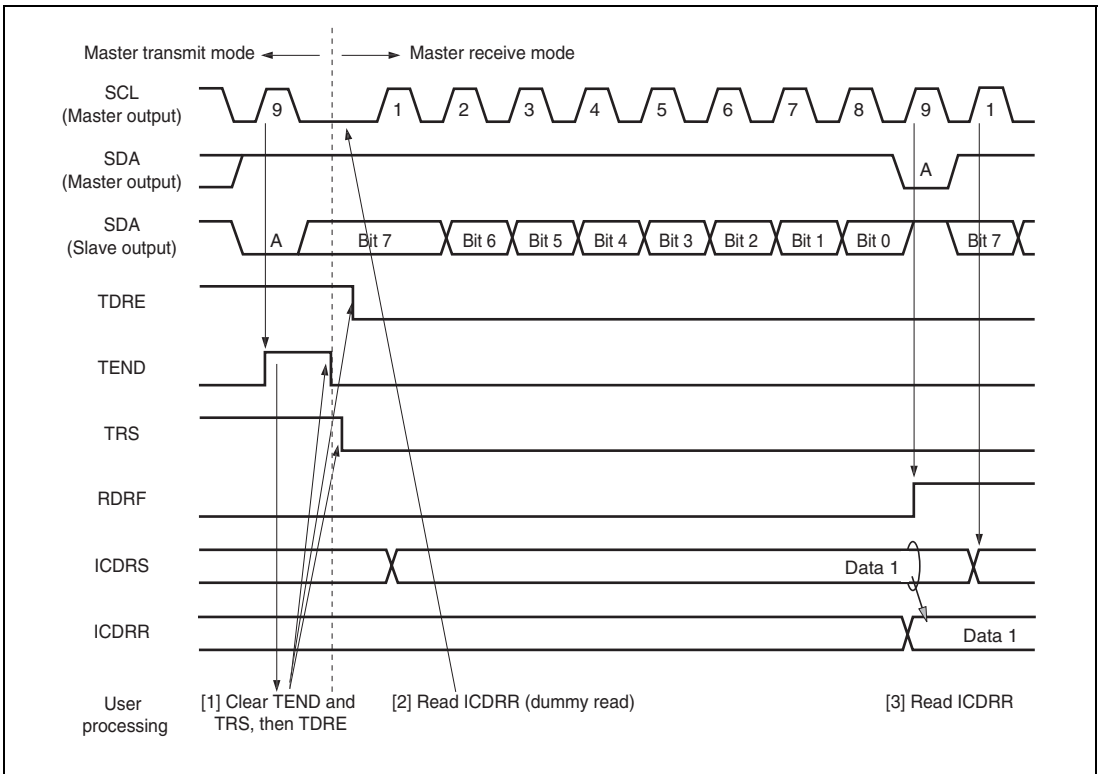 Master transmit mode
Master receive mode
SCL
(Master output)
9
1
2
3
4
5
6
7
8
9
1
SDA
(Master output)
A
SDA
(Slave output)
A
Bit 7
Bit 6
Bit 5
Bit 4
Bit 3
Bit 2
Bit 1
Bit 0
Bit 7
TDRE
TEND
TRS
RDRF
ICDRS
Data 1
ICDRR
Data 1
User
processing
[1] Clear TEND and
TRS, then TDRE
[2] Read ICDRR (dummy read)
[3] Read ICDRR